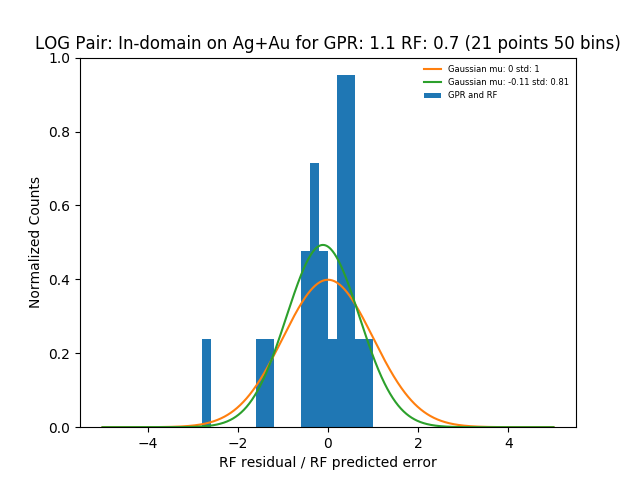 LOG Pair: In-domain on Ag+Au for GPR: 1.1 RF: 0.7 (21 points 50 bins)
Gaussian mu: 0 std: 1
Gaussian mu: -0.11 std: 0.81
GPR and RF
Normalized Counts
1.0
0.8
0.6
0.4
0.2
0.0
−4
−2
0
2
4
RF residual / RF predicted error